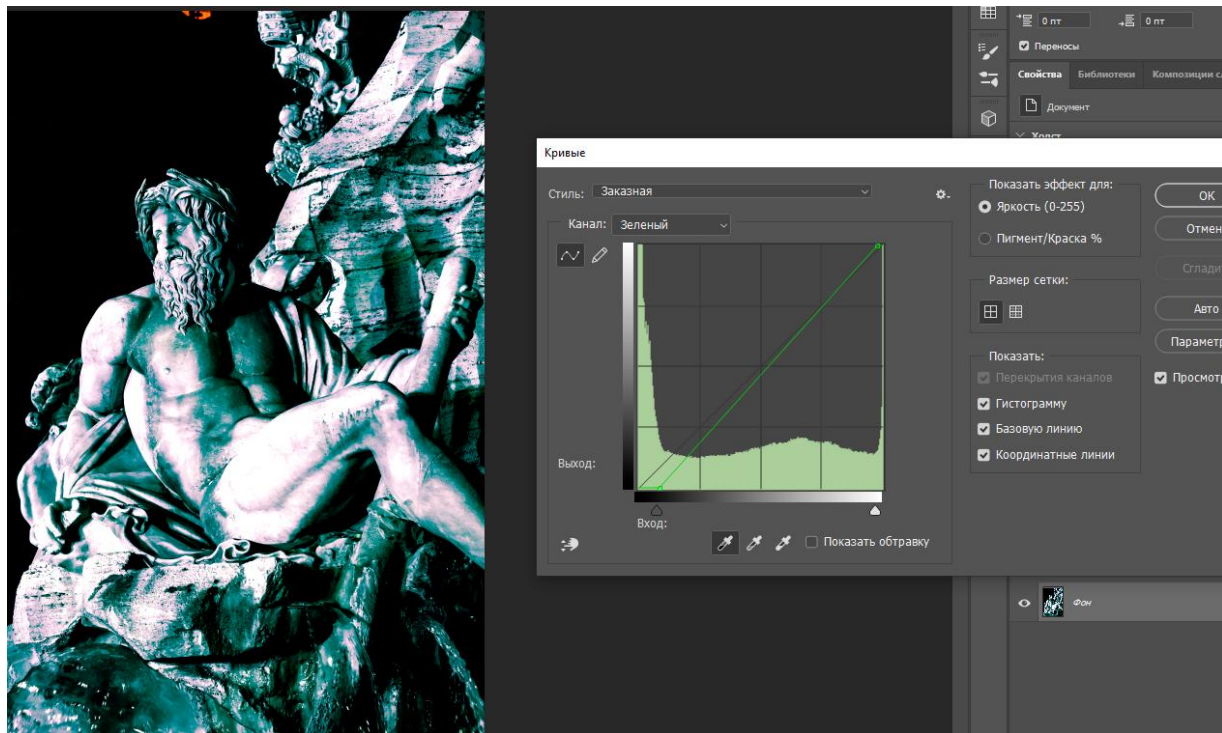 0 пт
0 пт
Переносы
Свойства Библиотеки Композиции сл
Документ
Холст
Кривые
Стиль: Заказная
Канал: Зеленый
Выход:
Вход:
Показать обтравку
Показать эффект для:
Яркость (0-255)
Пигмент/Краска %
Размер сетки:
Показать:
Перекрытия каналов
Гистограмму
Базовую линию
Координатные линии
ОК
Отмен
Сглади
Авто
Параметр
Просмотр
Фон